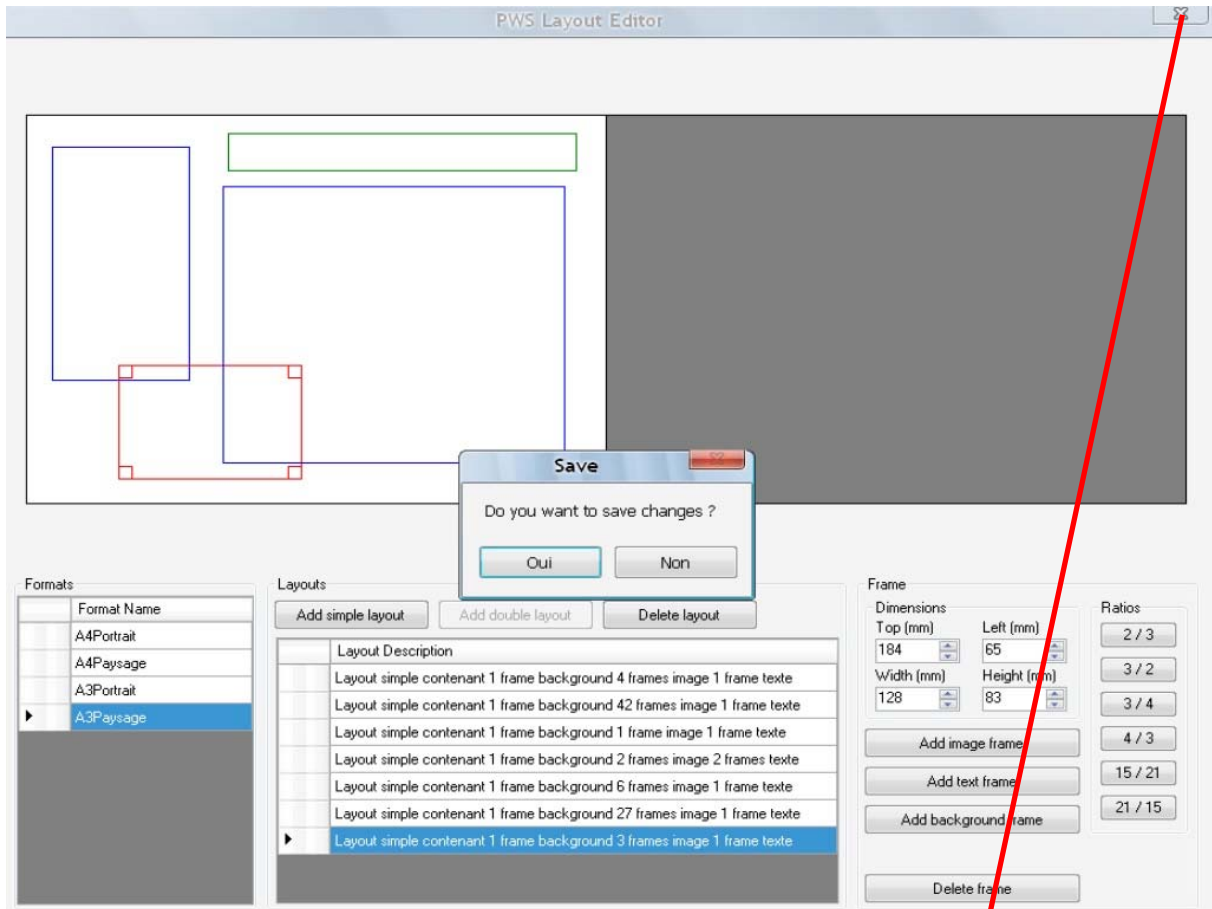 PWS Layout Editor
Save
Do you want to save changes ?
Oui
Non
Formats
Format Name
A4Portrait
A4Paysage
A3Portrait
A3Paysage
Layouts
Add simple layout
Add double layout
Delete layout
Layout Description
Layout simple contenant 1 frame background 4 frames image 1 frame texte
Layout simple contenant 1 frame background 42 frames image 1 frame texte
Layout simple contenant 1 frame background 1 frame image 1 frame texte
Layout simple contenant 1 frame background 2 frames image 2 frames texte
Layout simple contenant 1 frame background 6 frames image 1 frame texte
Layout simple contenant 1 frame background 27 frames image 1 frame texte
Layout simple contenant 1 frame background 3 frames image 1 frame texte
Frame
Dimensions
Top (mm) Left (mm)
184 65
Width (mm) Height (mm)
128 83
Add image frame
Add text frame
Add background frame
Delete frame
Ratios
2 / 3
3 / 2
3 / 4
4 / 3
15 / 21
21 / 15